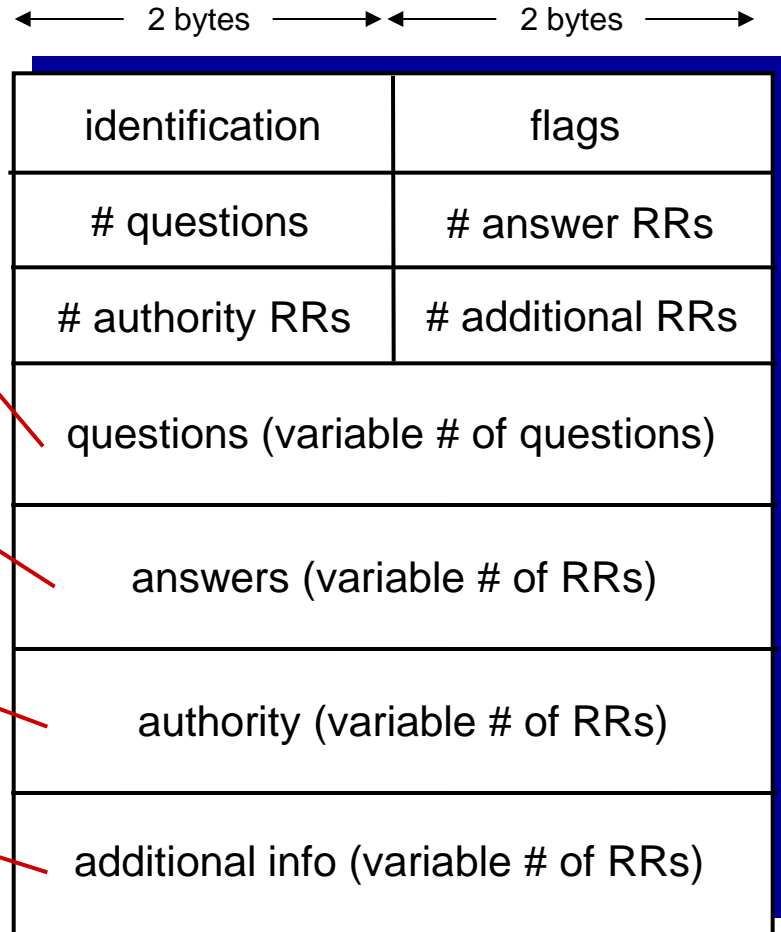 2 bytes 2 bytes
identification flags
# questions # answer RRs
# authority RRs # additional RRs
questions (variable # of questions)
answers (variable # of RRs)
authority (variable # of RRs)
additional info (variable # of RRs)